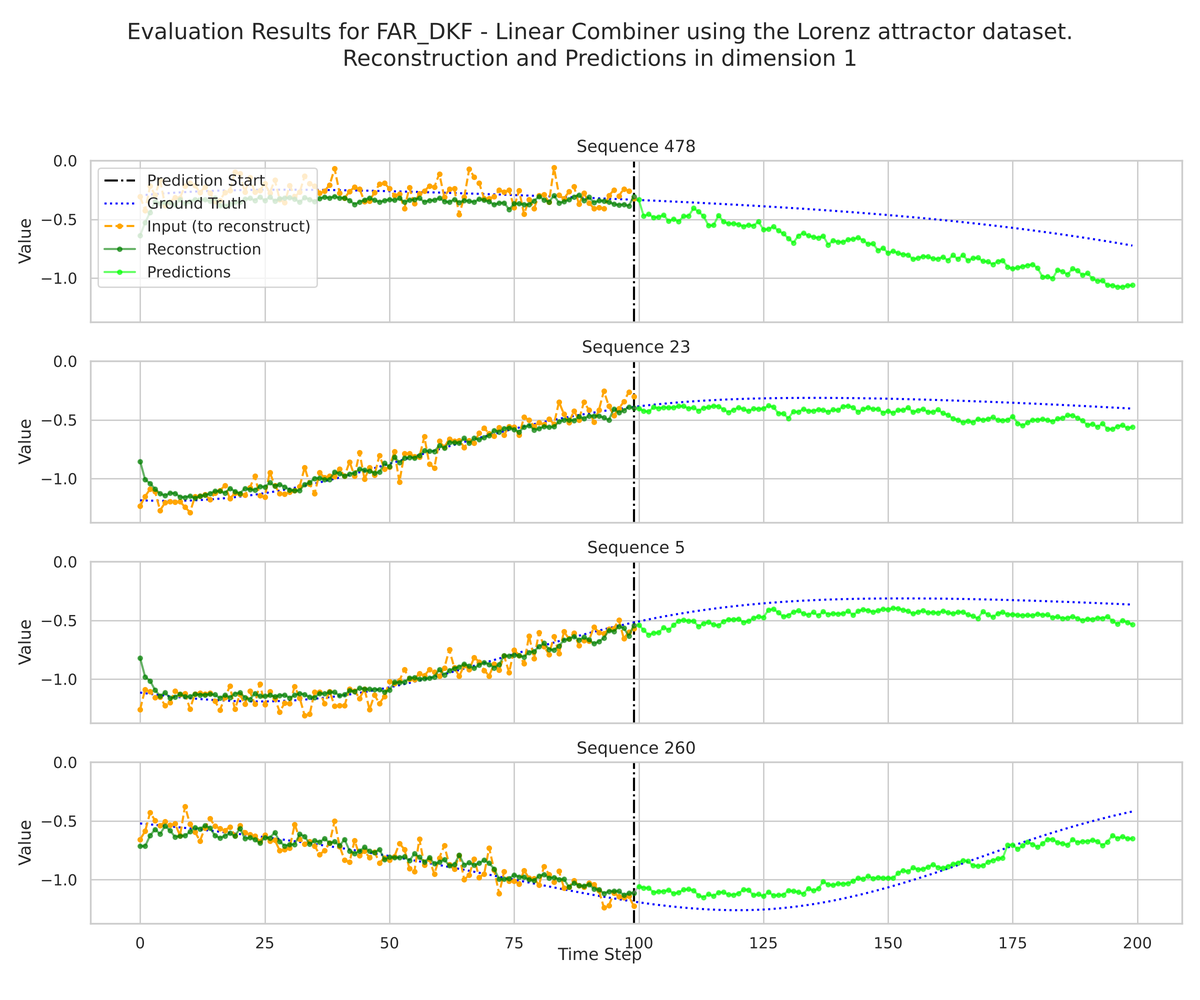 Evaluation Results for FAR_DKF - Linear Combiner using the Lorenz attractor dataset.
Reconstruction and Predictions in dimension 1
Sequence 478
0.0
−0.5
−1.0
Value
Prediction Start
Ground Truth
Input (to reconstruct)
Reconstruction
Predictions
Sequence 23
0.0
−0.5
−1.0
Value
Sequence 5
0.0
−0.5
−1.0
Value
Sequence 260
0.0
−0.5
−1.0
Value
0 25 50 75 100 125 150 175 200
Time Step